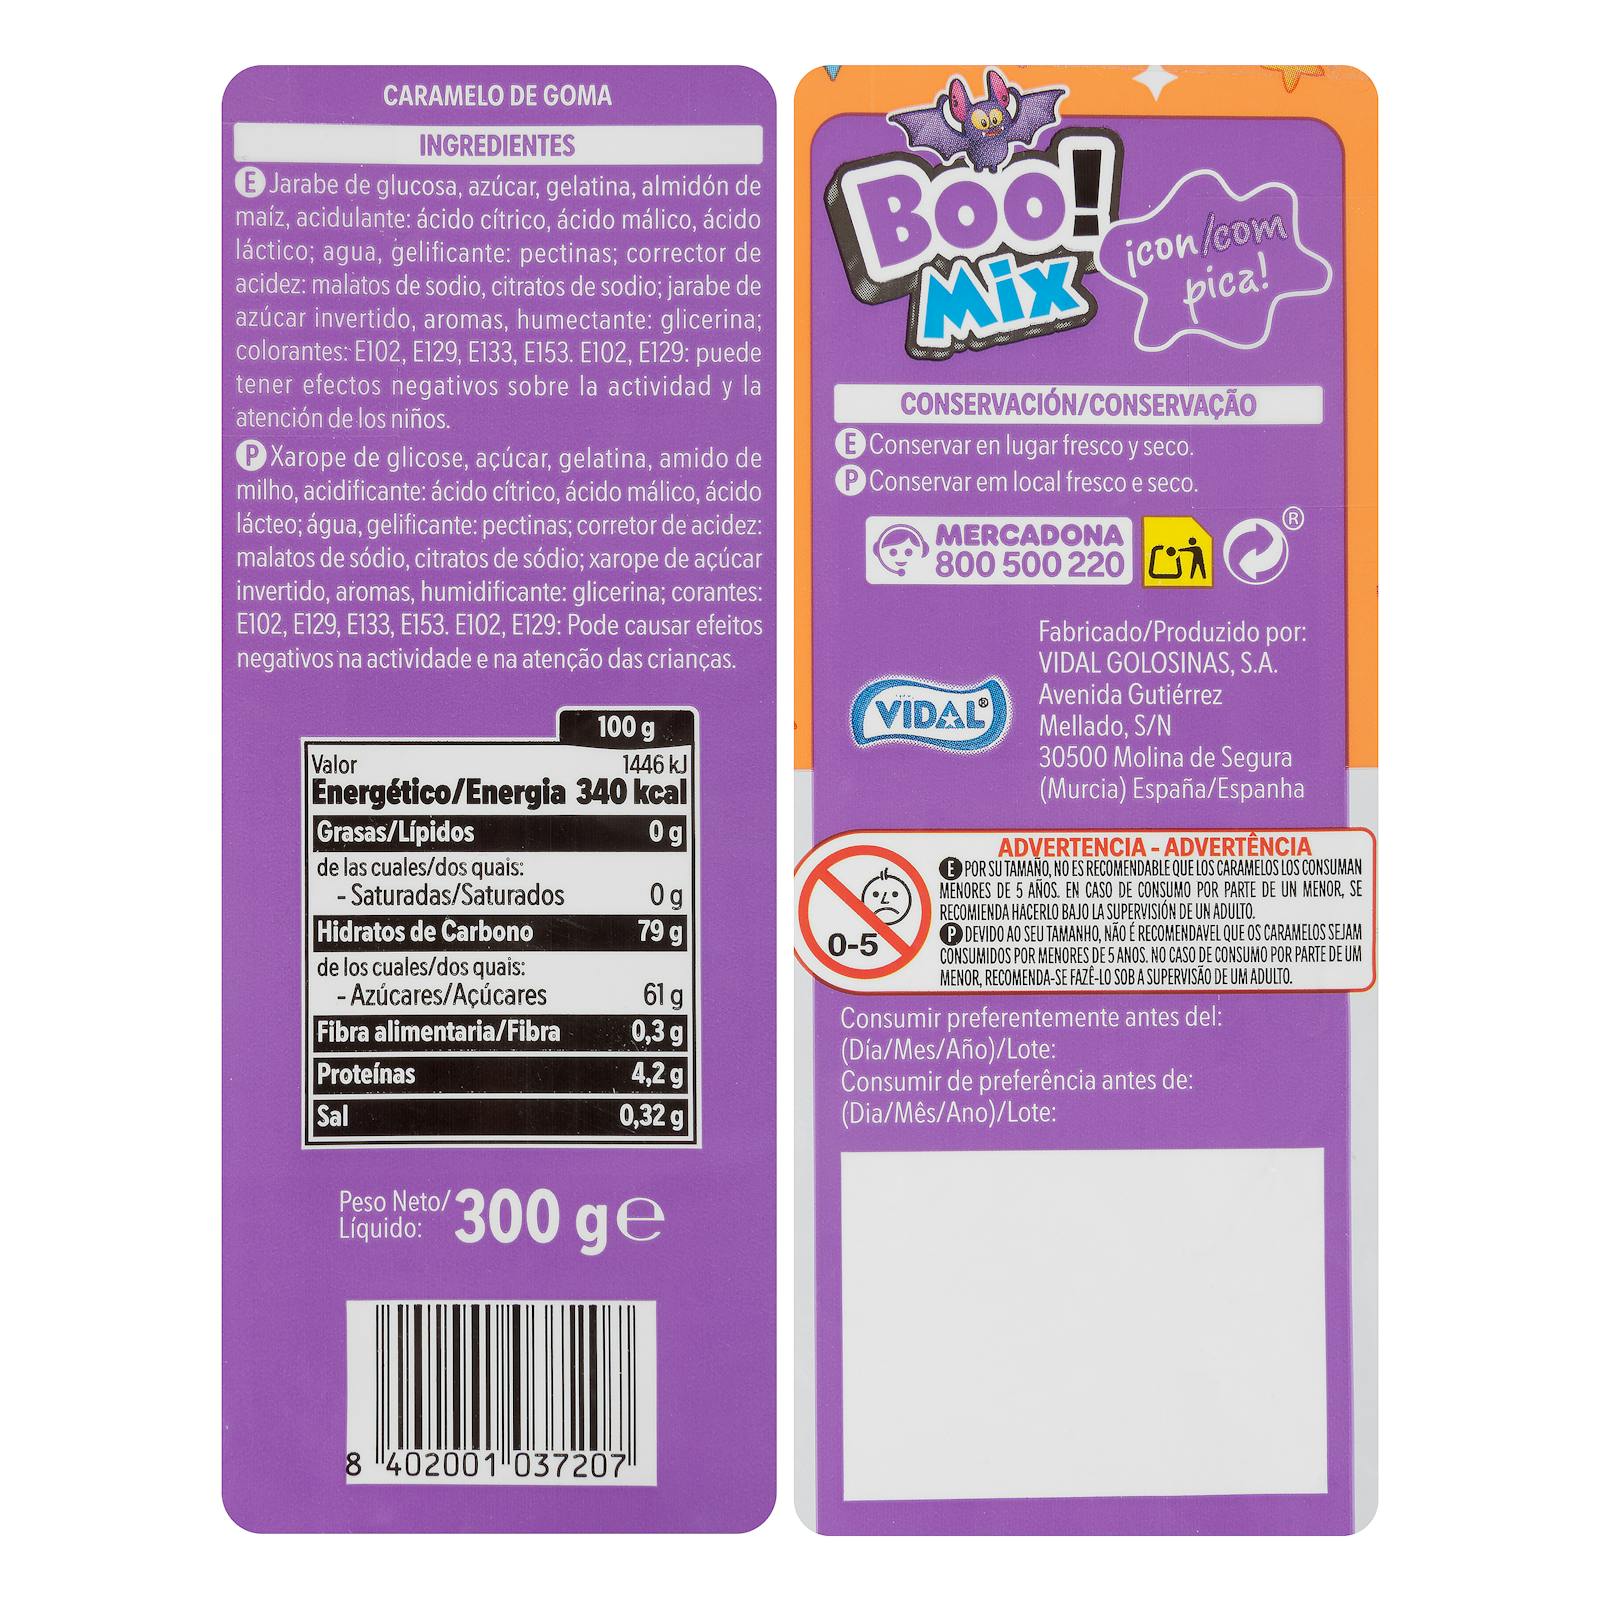 CARAMELO DE GOMA
INGREDIENTES
E Jarabe de glucosa, azúcar, gelatina, almidón de
maíz, acidulante: ácido cítrico, ácido málico, ácido
láctico; agua, gelificante: pectinas; corrector de
acidez: malatos de sodio, citratos de sodio; jarabe de
azúcar invertido, aromas, humectante: glicerina;
colorantes: E102, E129, E133, E153. E102, E129: puede
tener efectos negativos sobre la actividad y la
atención de los niños.
P Xarope de glicose, açúcar, gelatina, amido de
milho, acidificante: ácido cítrico, ácido málico, ácido
lácteo; água, gelificante: pectinas; corretor de acidez:
malatos de sódio, citratos de sódio; xarope de açúcar
invertido, aromas, humidificante: glicerina; corantes:
E102, E129, E133, E153. E102, E129: Pode causar efeitos
negativos na actividade e na atenção das crianças.
100 g
Valor 1446 kJ
Energético/Energia 340 kcal
Grasas/Lípidos 0 g
de las cuales/dos quais:
- Saturadas/Saturados 0 g
Hidratos de Carbono 79 g
de los cuales/dos quais:
- Azúcares/Açúcares 61 g
Fibra alimentaria/Fibra 0,3 g
Proteínas 4,2 g
Sal 0,32 g
Peso Neto/
Líquido: 300 g e
8 402001 037207
BOO!
Mix
¡con/com
pica!
CONSERVACIÓN/CONSERVAÇÃO
E Conservar en lugar fresco y seco.
P Conservar em local fresco e seco.
MERCADONA
800 500 220
®
Fabricado/Produzido por:
VIDAL GOLOSINAS, S.A.
Avenida Gutiérrez
Mellado, S/N
30500 Molina de Segura
(Murcia) España/Espanha
VIDAL®
ADVERTENCIA - ADVERTÊNCIA
E POR SU TAMAÑO, NO ES RECOMENDABLE QUE LOS CARAMELOS LOS CONSUMAN
MENORES DE 5 AÑOS. EN CASO DE CONSUMO POR PARTE DE UN MENOR, SE
RECOMIENDA HACERLO BAJO LA SUPERVISIÓN DE UN ADULTO.
P DEVIDO AO SEU TAMANHO, NÃO É RECOMENDAVEL QUE OS CARAMELOS SEJAM
CONSUMIDOS POR MENORES DE 5 ANOS. NO CASO DE CONSUMO POR PARTE DE UM
MENOR, RECOMENDA-SE FAZÊ-LO SOB A SUPERVISÃO DE UM ADULTO.
0-5
Consumir preferentemente antes del:
(Día/Mes/Año)/Lote:
Consumir de preferência antes de:
(Dia/Mês/Ano)/Lote: